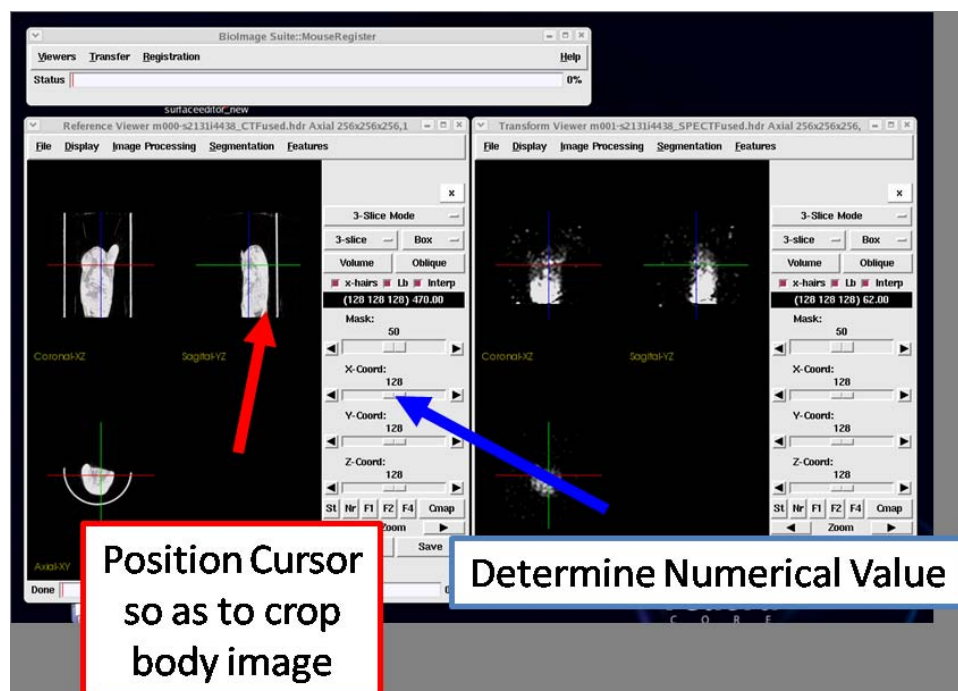 BioImage Suite::MouseRegister
Viewers Transfer Registration Help
Status 0%
surfaceeditor_new
Reference Viewer m000-s2131i4438_CTFused.hdr Axial 256x256x256,1
File Display Image Processing Segmentation Features
x
3-Slice Mode
3-slice Box
Volume Oblique
x-hairs Lb Interp
(128 128 128) 470.00
Mask:
50
X-Coord:
128
Y-Coord:
128
Z-Coord:
128
St Nr F1 F2 F4 Cmap
Zoom
Save
Coronal-XZ
Sagittal-YZ
Axial-XY
Done
Transform Viewer m001-s2131i4438_SPECTFused.hdr Axial 256x256x256,
File Display Image Processing Segmentation Features
x
3-Slice Mode
3-slice Box
Volume Oblique
x-hairs Lb Interp
(128 128 128) 62.00
Mask:
50
X-Coord:
128
Y-Coord:
128
Z-Coord:
128
St Nr F1 F2 F4 Cmap
Zoom
Coronal-XZ
Sagittal-YZ
Position Cursor
so as to crop
body image
Determine Numerical Value
C O R E